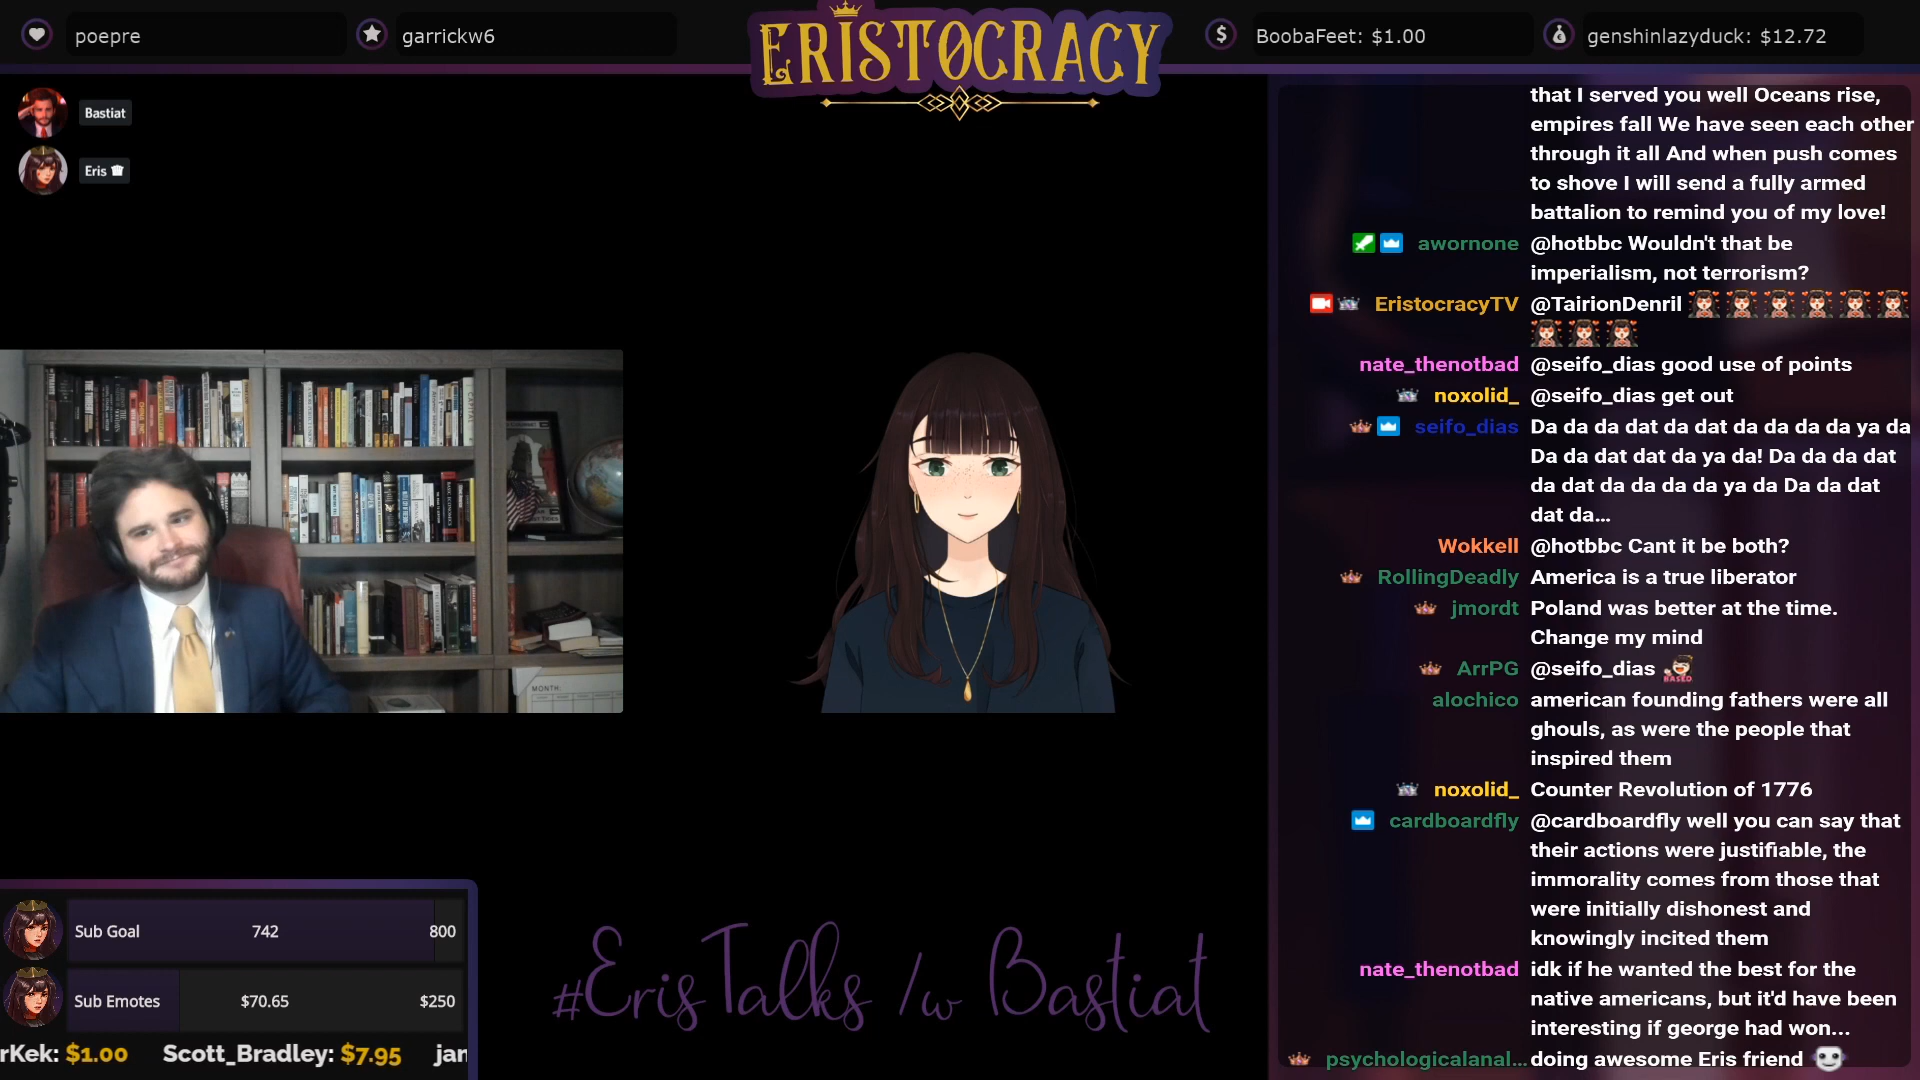 poepre
garrickw6
ERISTOCRACY
BoobaFeet: $1.00
genshinlazyduck: $12.72
Bastiat
Eris
MONTH:
Sub Goal 742 800
Sub Emotes $70.65 $250
rKek: $1.00 Scott_Bradley: $7.95 jar
#ErisTalks /w Bastiat
that I served you well Oceans rise,
empires fall We have seen each other
through it all And when push comes
to shove I will send a fully armed
battalion to remind you of my love!
awornone @hotbbc Wouldn't that be
imperialism, not terrorism?
EristocracyTV @TairionDenril
nate_thenotbad @seifo_dias good use of points
noxolid_ @seifo_dias get out
seifo_dias Da da da dat da dat da da da da ya da
Da da dat dat da ya da! Da da da dat
da dat da da da da ya da Da da dat
dat da...
Wokkell @hotbbc Cant it be both?
RollingDeadly America is a true liberator
jmordt Poland was better at the time.
Change my mind
ArrPG @seifo_dias BASED
alochico american founding fathers were all
ghouls, as were the people that
inspired them
noxolid_ Counter Revolution of 1776
cardboardfly @cardboardfly well you can say that
their actions were justifiable, the
immorality comes from those that
were initially dishonest and
knowingly incited them
nate_thenotbad idk if he wanted the best for the
native americans, but it'd have been
interesting if george had won...
psychologicalanal... doing awesome Eris friend